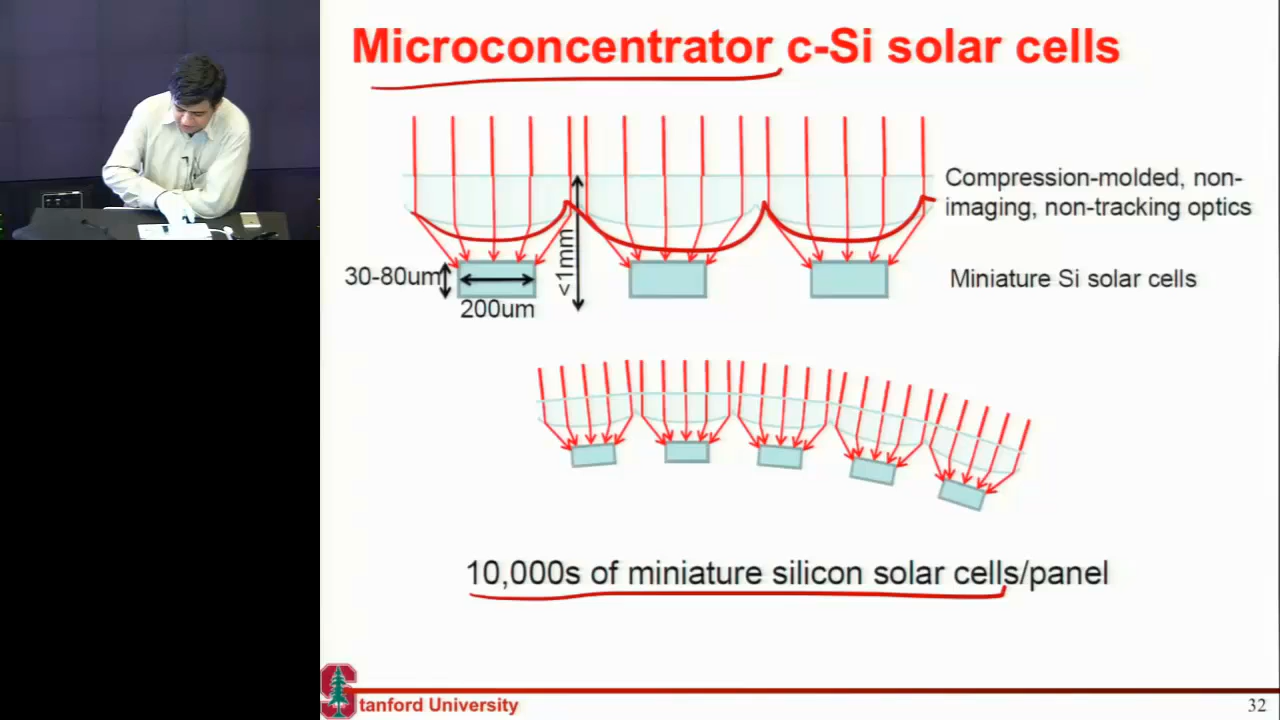 Microconcentrator c-Si solar cells
Compression-molded, non-
imaging, non-tracking optics
30-80um
<1mm
Miniature Si solar cells
200um
10,000s of miniature silicon solar cells/panel
Stanford University
32